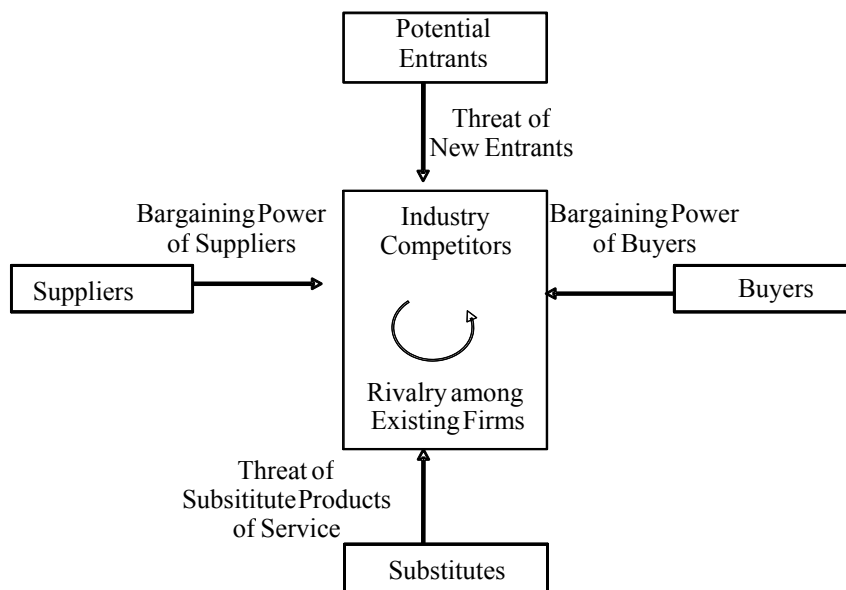 Potential
Entrants
Threat of
New Entrants
Bargaining Power
of Suppliers
Industry
Competitors
Bargaining Power
of Buyers
Suppliers
Buyers
Rivalry among
Existing Firms
Threat of
Subsititute Products
of Service
Substitutes